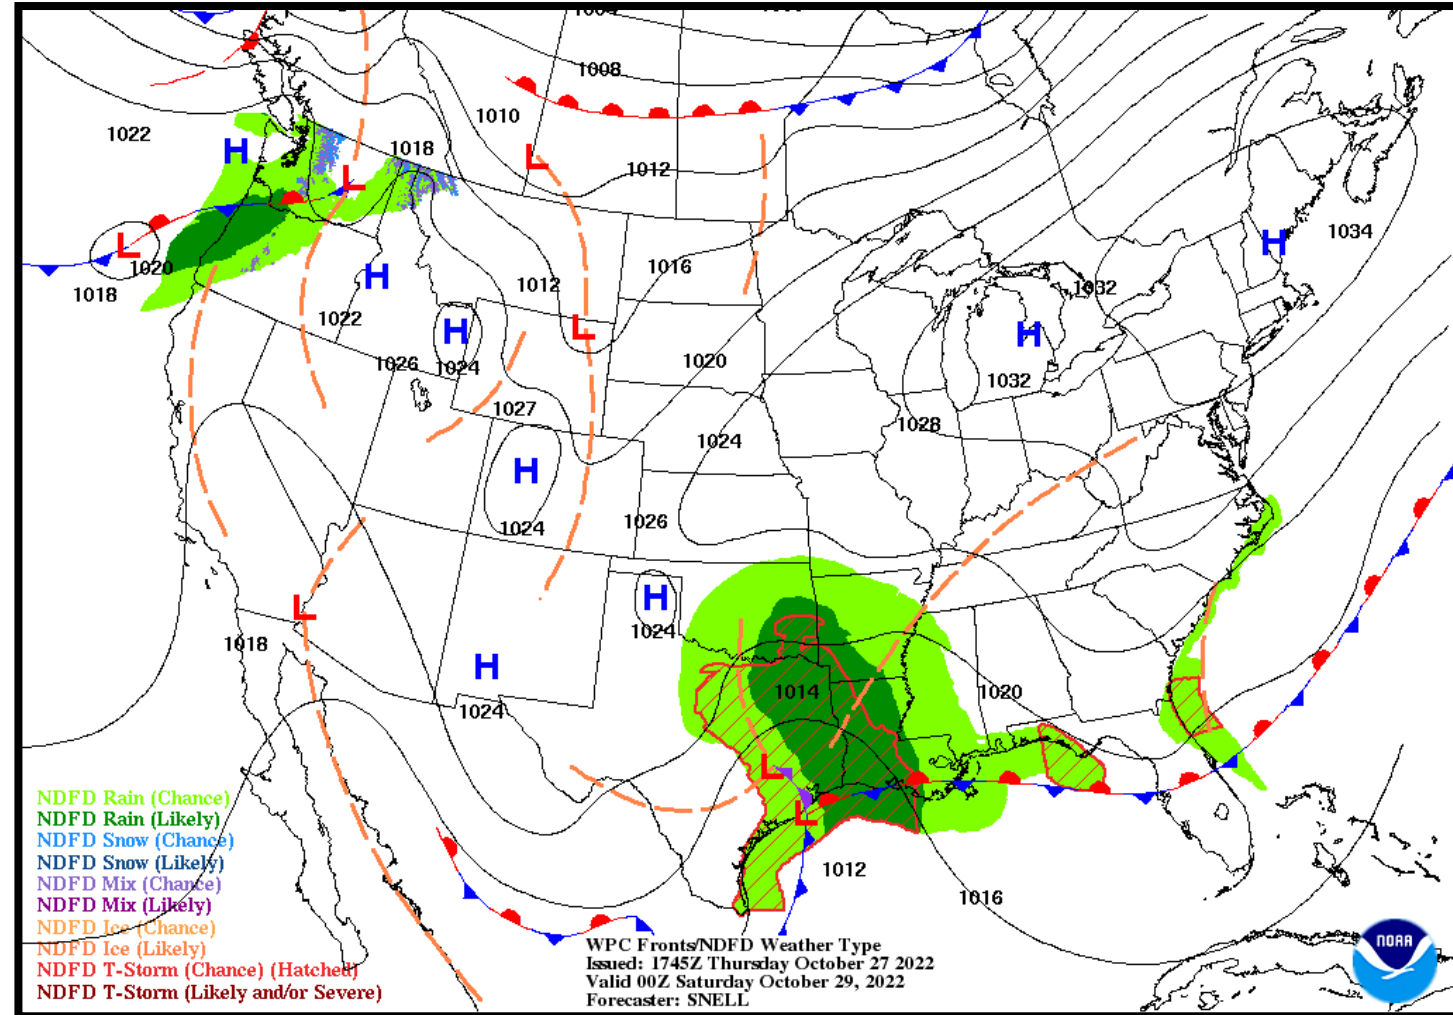 1008
1022
1010
1018
1012
1034
1020
1018
1012
1016
1032
1022
1026
1024
1020
1032
1027
1028
1024
1024
1026
1018
1024
1014
1020
1024
1012
1016
H
H
H
H
H
H
H
H
L
L
L
L
L
L
L
NDFD Rain (Chance)
NDFD Rain (Likely)
NDFD Snow (Chance)
NDFD Snow (Likely)
NDFD Mix (Chance)
NDFD Mix (Likely)
NDFD Ice (Chance)
NDFD Ice (Likely)
NDFD T-Storm (Chance) (Hatched)
NDFD T-Storm (Likely and/or Severe)
WPC Fronts/NDFD Weather Type
Issued: 1745Z Thursday October 27 2022
Valid 00Z Saturday October 29, 2022
Forecaster: SNELL
NOAA